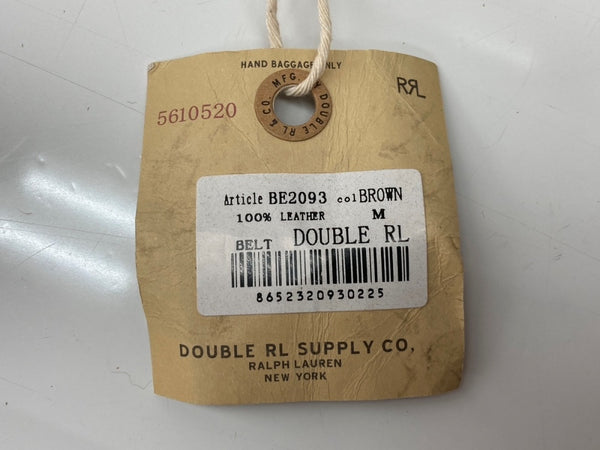 HAND BAGGAGE ONLY
5610520
MFG. BY DOUBLE RL & CO.
RRL
Article BE2093 col BROWN
100% LEATHER M
BELT DOUBLE RL
8652320930225
DOUBLE RL SUPPLY CO,
RALPH LAUREN
NEW YORK